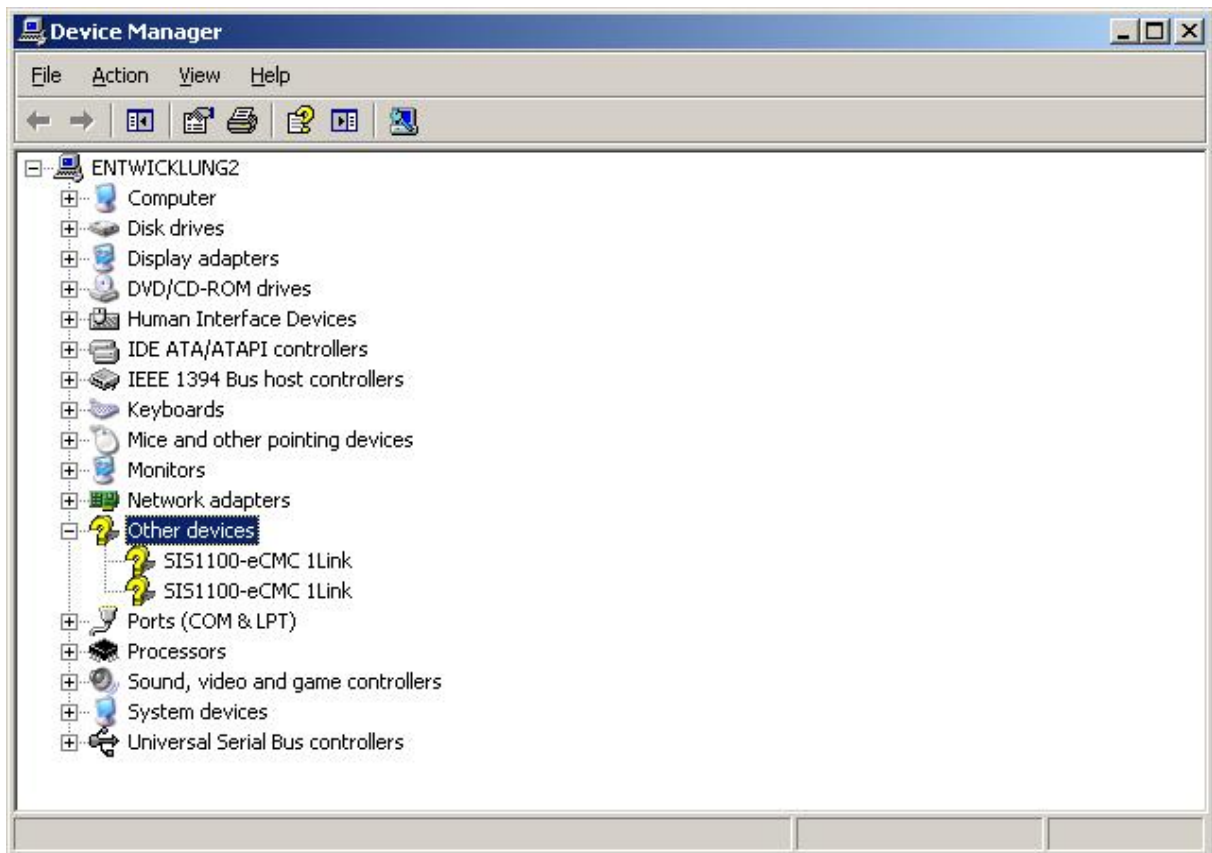 Device Manager
File Action View Help
ENTWICKLUNG2
Computer
Disk drives
Display adapters
DVD/CD-ROM drives
Human Interface Devices
IDE ATA/ATAPI controllers
IEEE 1394 Bus host controllers
Keyboards
Mice and other pointing devices
Monitors
Network adapters
Other devices
SIS1100-eCMC 1Link
SIS1100-eCMC 1Link
Ports (COM & LPT)
Processors
Sound, video and game controllers
System devices
Universal Serial Bus controllers